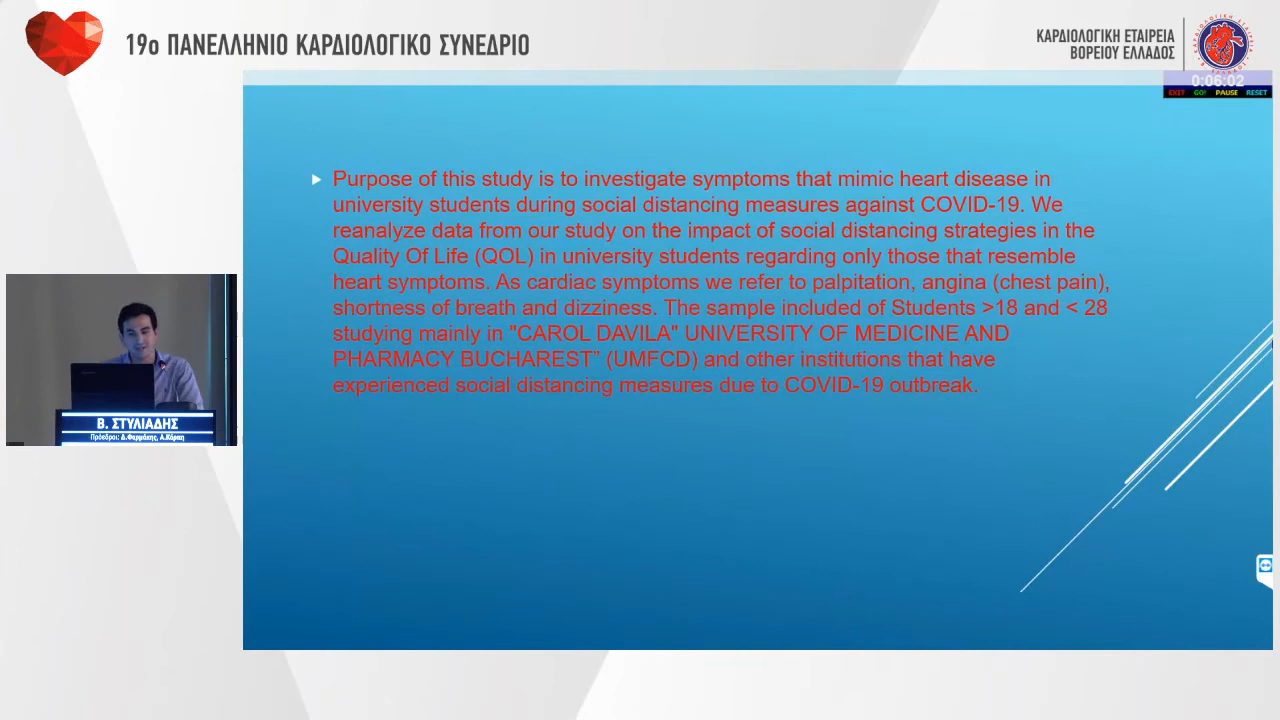 19ο ΠΑΝΕΛΛΗΝΙΟ ΚΑΡΔΙΟΛΟΓΙΚΟ ΣΥΝΕΔΡΙΟ
ΚΑΡΔΙΟΛΟΓΙΚΗ ΕΤΑΙΡΕΙΑ
ΒΟΡΕΙΟΥ ΕΛΛΑΔΟΣ
0:06:02
EXIT GO! PAUSE RESET
Purpose of this study is to investigate symptoms that mimic heart disease in
university students during social distancing measures against COVID-19. We
reanalyze data from our study on the impact of social distancing strategies in the
Quality Of Life (QOL) in university students regarding only those that resemble
heart symptoms. As cardiac symptoms we refer to palpitation, angina (chest pain),
shortness of breath and dizziness. The sample included of Students >18 and < 28
studying mainly in "CAROL DAVILA" UNIVERSITY OF MEDICINE AND
PHARMACY BUCHAREST” (UMFCD) and other institutions that have
experienced social distancing measures due to COVID-19 outbreak.
Β. ΣΤΥΛΙΑΔΗΣ
Πρόεδροι: Δ.Φαρμάκης, Α.Κάρπη